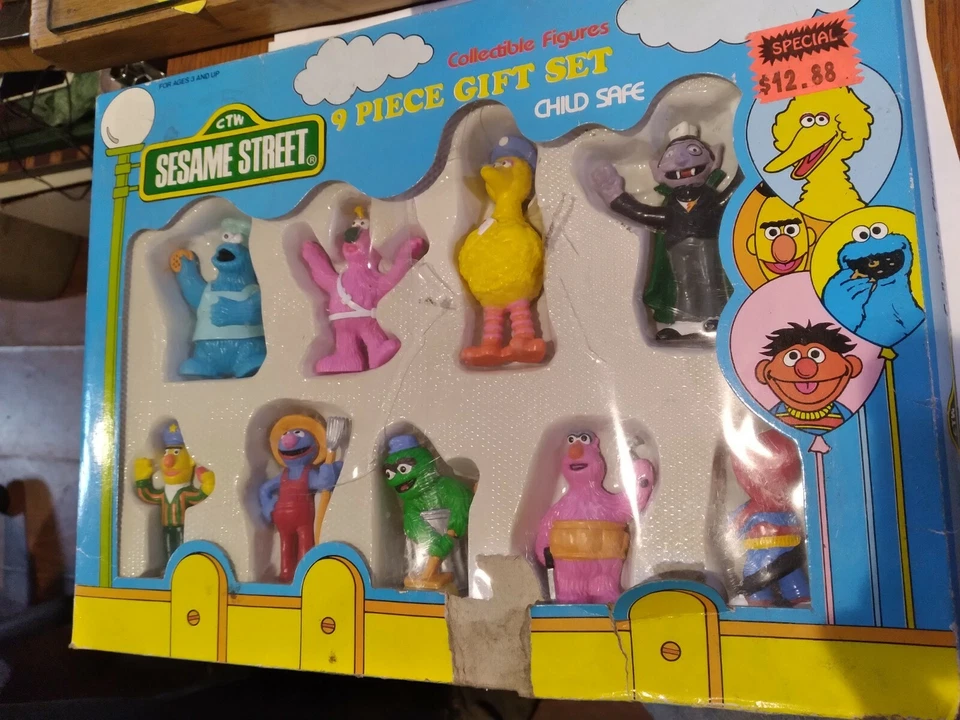 FOR AGES 3 AND UP
Collectible Figures
9 PIECE GIFT SET
CHILD SAFE
SPECIAL
$12.88
CTW
SESAME STREET®